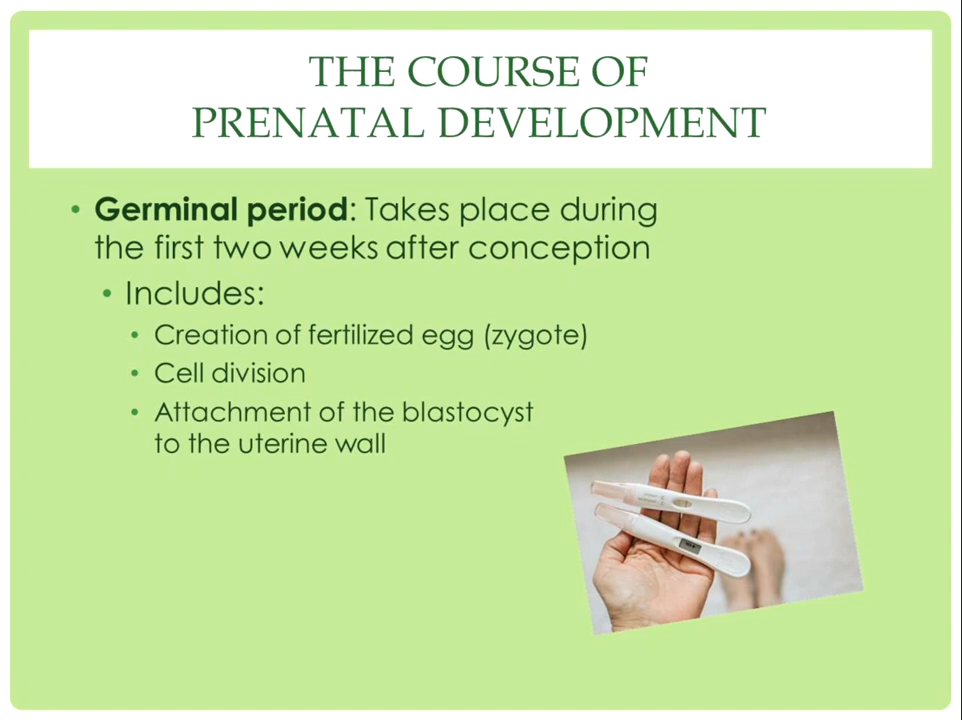 THE COURSE OF
PRENATAL DEVELOPMENT
• Germinal period: Takes place during
the first two weeks after conception
• Includes:
• Creation of fertilized egg (zygote)
• Cell division
• Attachment of the blastocyst
to the uterine wall